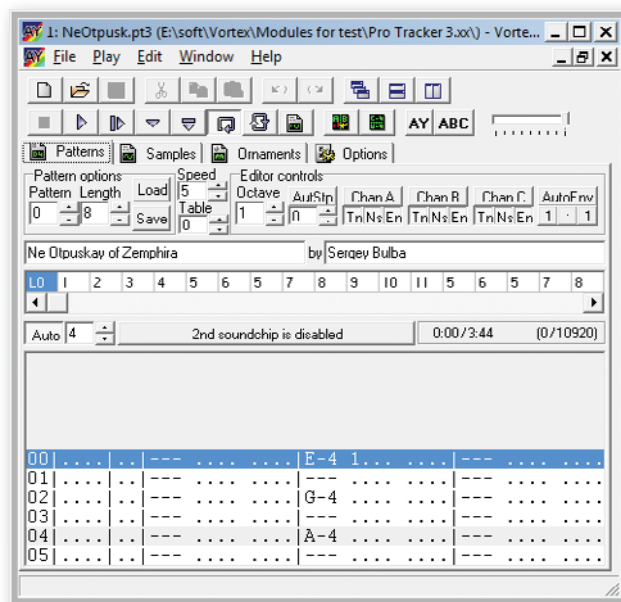 1: NeOtpusk.pt3 (E:\soft\Vortex\Modules for test\Pro Tracker 3.xx\) - Vorte...
File Play Edit Window Help
AY ABC
Patterns Samples Ornaments Options
Pattern options Speed Editor controls
Pattern Length Load 5 Octave AutStp Chan A Chan B Chan C AutoEnv
0 8 Save Table 0 1 0 Tn Ns En Tn Ns En Tn Ns En 1 · 1
Ne Otpuskay of Zemphira by Sergey Bulba
L0 1 2 3 4 5 6 5 7 8 9 10 11 5 6 5 7 8
Auto 4 2nd soundchip is disabled 0:00/3:44 (0/10920)
00|....|..|--- .... ....|E-4 1... ....|--- .... ....
01|....|..|--- .... ....|--- .... ....|--- .... ....
02|....|..|--- .... ....|G-4 .... ....|--- .... ....
03|....|..|--- .... ....|--- .... ....|--- .... ....
04|....|..|--- .... ....|A-4 .... ....|--- .... ....
05|....|..|--- .... ....|--- .... ....|--- .... ....